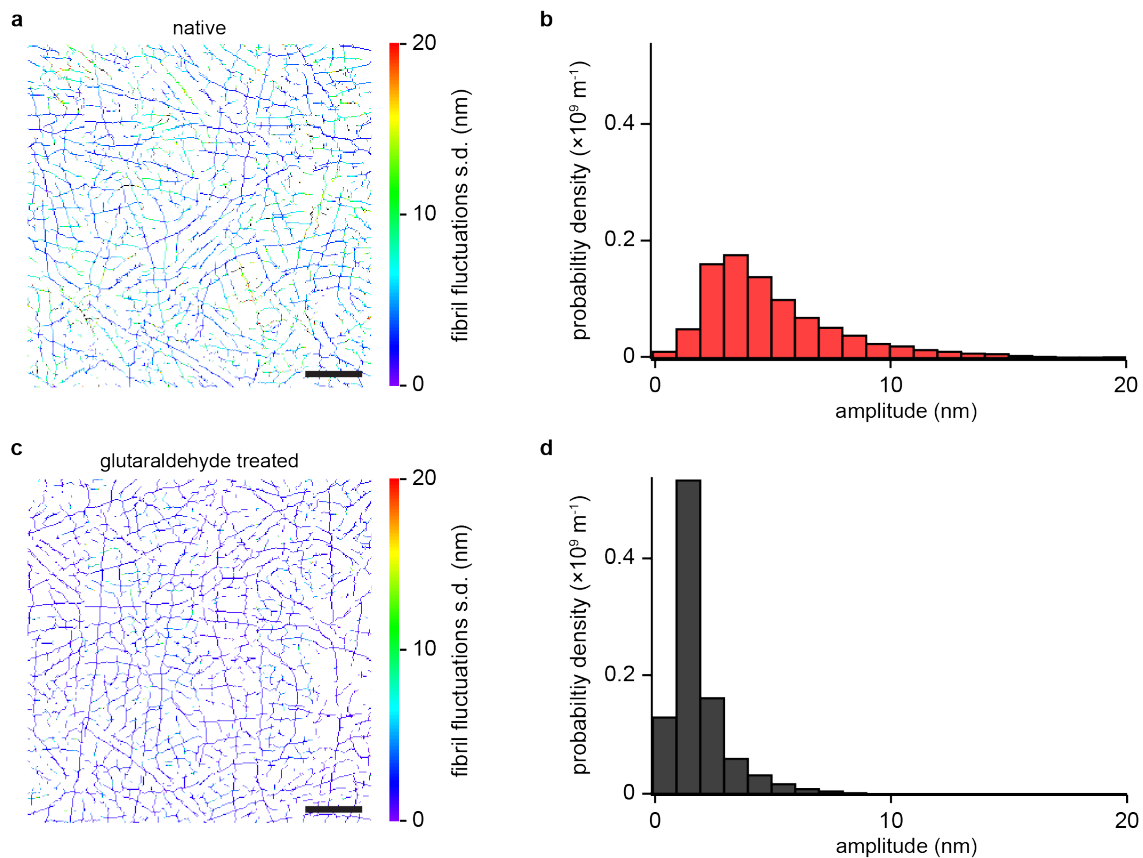 a
native
20
10
0
fibril fluctuations s.d. (nm)
b
0.4
0.2
0
probabiltiy density (×10⁹ m⁻¹)
0
10
20
amplitude (nm)
c
glutaraldehyde treated
20
10
0
fibril fluctuations s.d. (nm)
d
0.4
0.2
0
probabiltiy density (×10⁹ m⁻¹)
0
10
20
amplitude (nm)